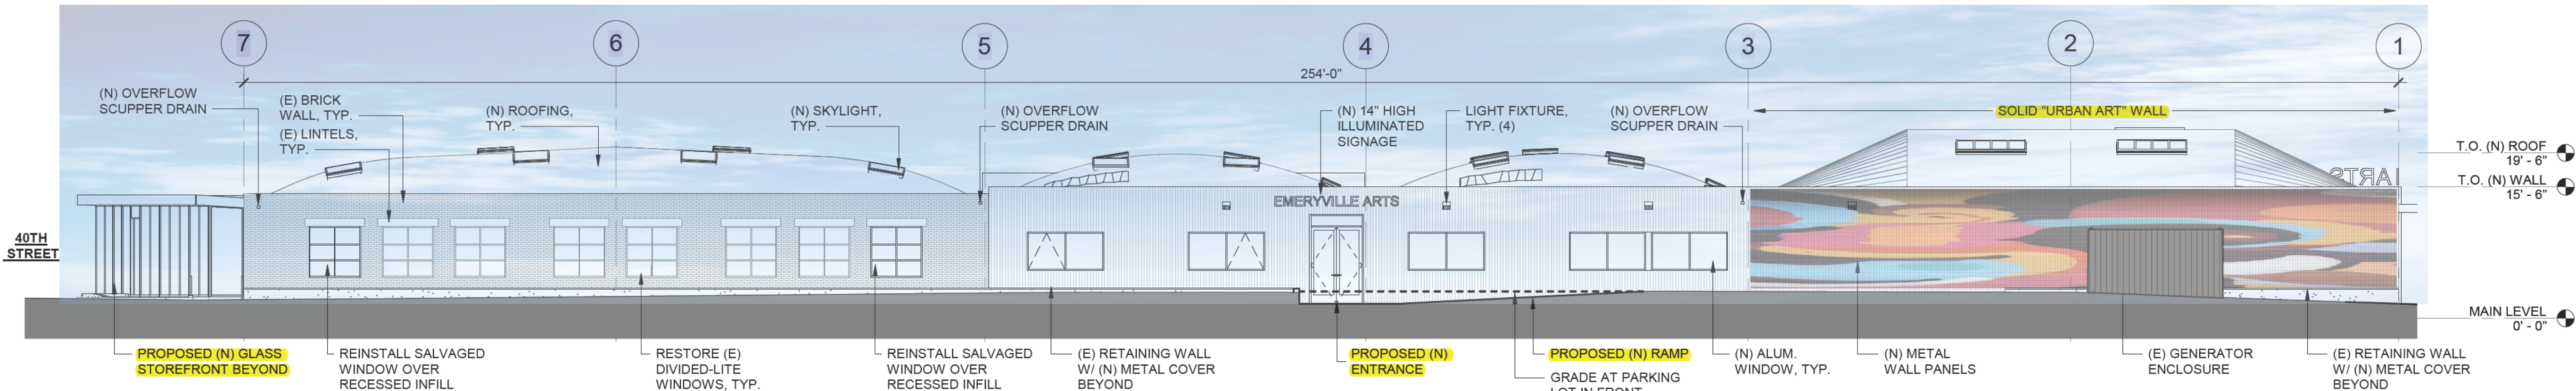 7
6
5
4
3
2
1
254'-0"
(N) OVERFLOW
SCUPPER DRAIN
(E) BRICK
WALL, TYP.
(E) LINTELS,
TYP.
(N) ROOFING,
TYP.
(N) SKYLIGHT,
TYP.
(N) OVERFLOW
SCUPPER DRAIN
(N) 14" HIGH
ILLUMINATED
SIGNAGE
LIGHT FIXTURE,
TYP. (4)
(N) OVERFLOW
SCUPPER DRAIN
SOLID "URBAN ART" WALL
T.O. (N) ROOF
19' - 6"
T.O. (N) WALL
15' - 6"
ARTS
EMERYVILLE ARTS
40TH
STREET
MAIN LEVEL
0' - 0"
PROPOSED (N) GLASS
STOREFRONT BEYOND
REINSTALL SALVAGED
WINDOW OVER
RECESSED INFILL
RESTORE (E)
DIVIDED-LITE
WINDOWS, TYP.
REINSTALL SALVAGED
WINDOW OVER
RECESSED INFILL
(E) RETAINING WALL
W/ (N) METAL COVER
BEYOND
PROPOSED (N)
ENTRANCE
PROPOSED (N) RAMP
GRADE AT PARKING
LOT IN FRONT
(N) ALUM.
WINDOW, TYP.
(N) METAL
WALL PANELS
(E) GENERATOR
ENCLOSURE
(E) RETAINING WALL
W/ (N) METAL COVER
BEYOND